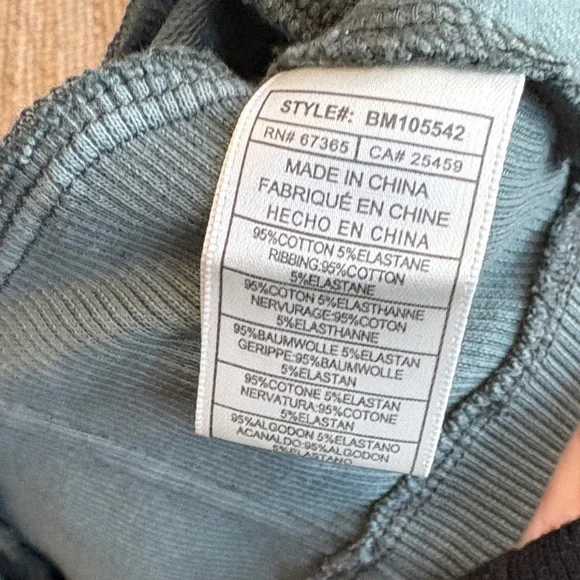 STYLE#: BM105542
RN# 67365 CA# 25459
MADE IN CHINA
FABRIQUÉ EN CHINE
HECHO EN CHINA
95%COTTON 5%ELASTANE
RIBBING:95%COTTON
5%ELASTANE
95%COTON 5%ELASTHANNE
NERVURAGE:95%COTON
5%ELASTHANNE
95%BAUMWOLLE 5%ELASTAN
GERIPPE:95%BAUMWOLLE
5%ELASTAN
95%COTONE 5%ELASTAN
NERVATURA:95%COTONE
5%ELASTAN
95%ALGODON 5%ELASTANO
ACANALDO:95%ALGODON
5%ELASTANO